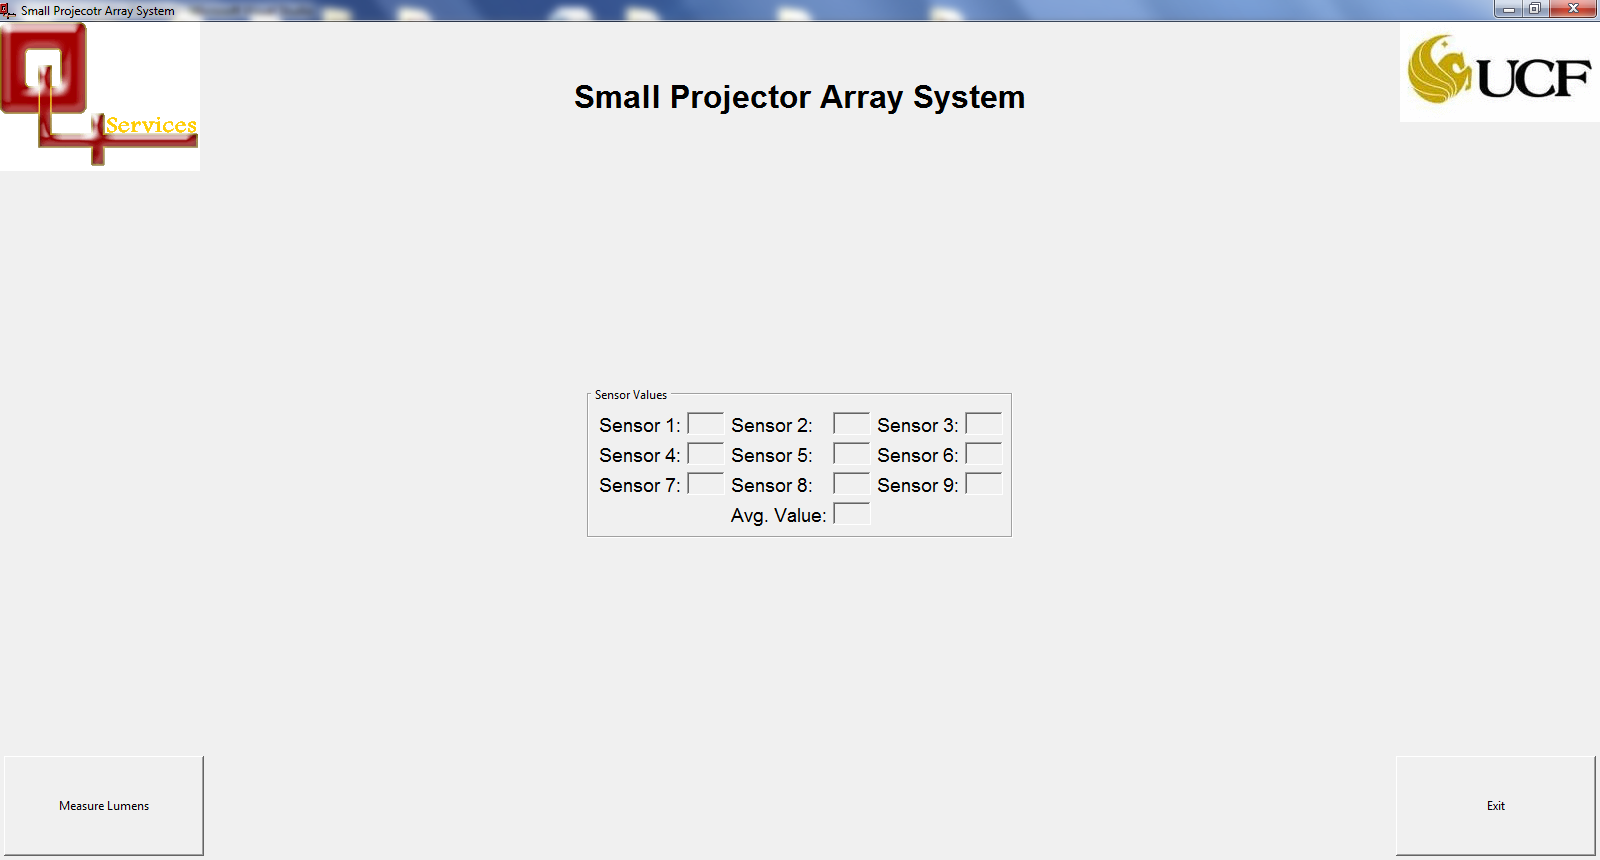 Small Projecotr Array System
Services
Small Projector Array System
UCF
Sensor Values
Sensor 1: Sensor 2: Sensor 3:
Sensor 4: Sensor 5: Sensor 6:
Sensor 7: Sensor 8: Sensor 9:
Avg. Value:
Measure Lumens
Exit